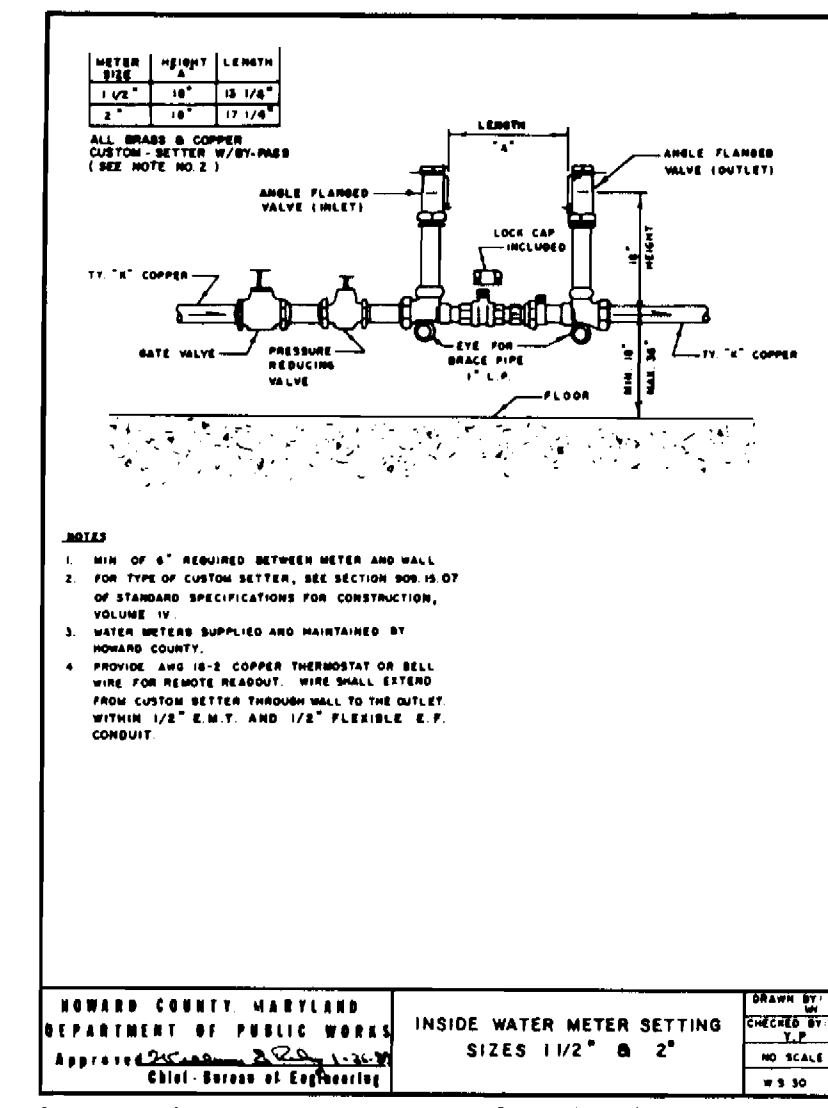 METER SIZE HEIGHT A LENGTH
1 1/2" 18" 13 1/4"
2" 18" 17 1/4"
ALL BRASS & COPPER
CUSTOM-SETTER W/BY-PASS
(SEE NOTE NO. 2)
LENGTH
"A"
ANGLE FLANGED
VALVE (INLET)
ANGLE FLANGED
VALVE (OUTLET)
LOCK CAP
INCLUDED
18"
HEIGHT
TY. "K" COPPER
GATE VALVE
PRESSURE
REDUCING
VALVE
EYE FOR
BRACE PIPE
1" I.P.
MIN. 18"
MAX. 36"
TY. "K" COPPER
FLOOR
NOTES
1. MIN OF 6" REQUIRED BETWEEN METER AND WALL
2. FOR TYPE OF CUSTOM SETTER, SEE SECTION 909.15.07
OF STANDARD SPECIFICATIONS FOR CONSTRUCTION,
VOLUME IV.
3. WATER METERS SUPPLIED AND MAINTAINED BY
HOWARD COUNTY.
4 PROVIDE AWG 18-2 COPPER THERMOSTAT OR BELL
WIRE FOR REMOTE READOUT. WIRE SHALL EXTEND
FROM CUSTOM SETTER THROUGH WALL TO THE OUTLET
WITHIN 1/2" E.M.T. AND 1/2" FLEXIBLE E.F.
CONDUIT.
HOWARD COUNTY MARYLAND
DEPARTMENT OF PUBLIC WORKS
Approved
Chief - Bureau of Engineering
INSIDE WATER METER SETTING
SIZES 1 1/2" & 2"
DRAWN BY:
CHECKED BY:
Y.P
NO SCALE
W S 30